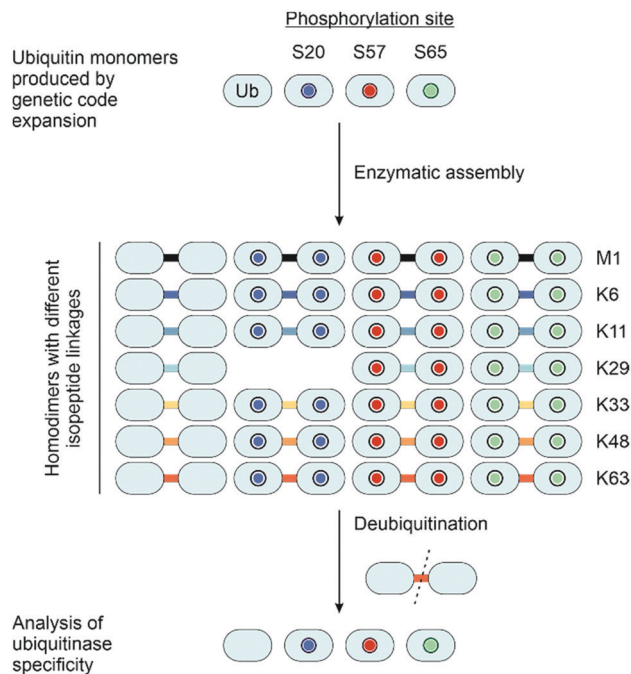 Phosphorylation site
S20 S57 S65
Ubiquitin monomers
produced by
genetic code
expansion
Ub
Enzymatic assembly
Homodimers with different
isopeptide linkages
M1
K6
K11
K29
K33
K48
K63
Deubiquitination
Analysis of
ubiquitinase
specificity